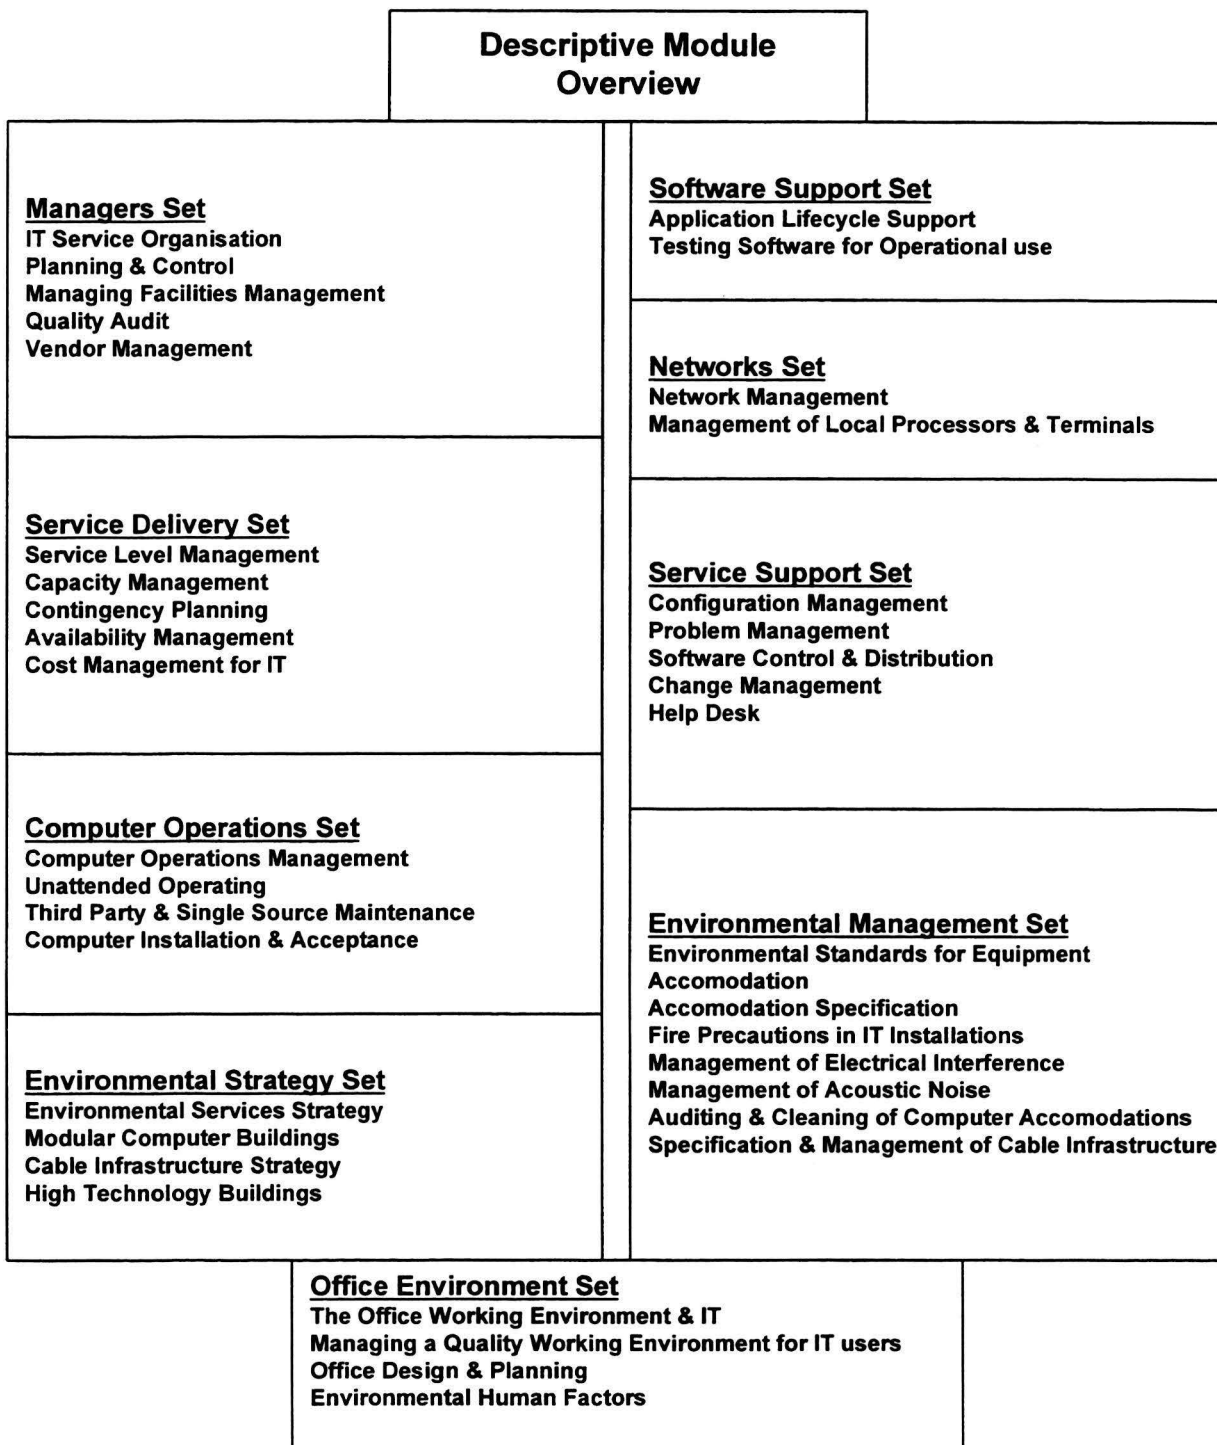 Descriptive Module
Overview
Managers Set
IT Service Organisation
Planning & Control
Managing Facilities Management
Quality Audit
Vendor Management
Service Delivery Set
Service Level Management
Capacity Management
Contingency Planning
Availability Management
Cost Management for IT
Computer Operations Set
Computer Operations Management
Unattended Operating
Third Party & Single Source Maintenance
Computer Installation & Acceptance
Environmental Strategy Set
Environmental Services Strategy
Modular Computer Buildings
Cable Infrastructure Strategy
High Technology Buildings
Software Support Set
Application Lifecycle Support
Testing Software for Operational use
Networks Set
Network Management
Management of Local Processors & Terminals
Service Support Set
Configuration Management
Problem Management
Software Control & Distribution
Change Management
Help Desk
Environmental Management Set
Environmental Standards for Equipment
Accomodation
Accomodation Specification
Fire Precautions in IT Installations
Management of Electrical Interference
Management of Acoustic Noise
Auditing & Cleaning of Computer Accomodations
Specification & Management of Cable Infrastructure
Office Environment Set
The Office Working Environment & IT
Managing a Quality Working Environment for IT users
Office Design & Planning
Environmental Human Factors